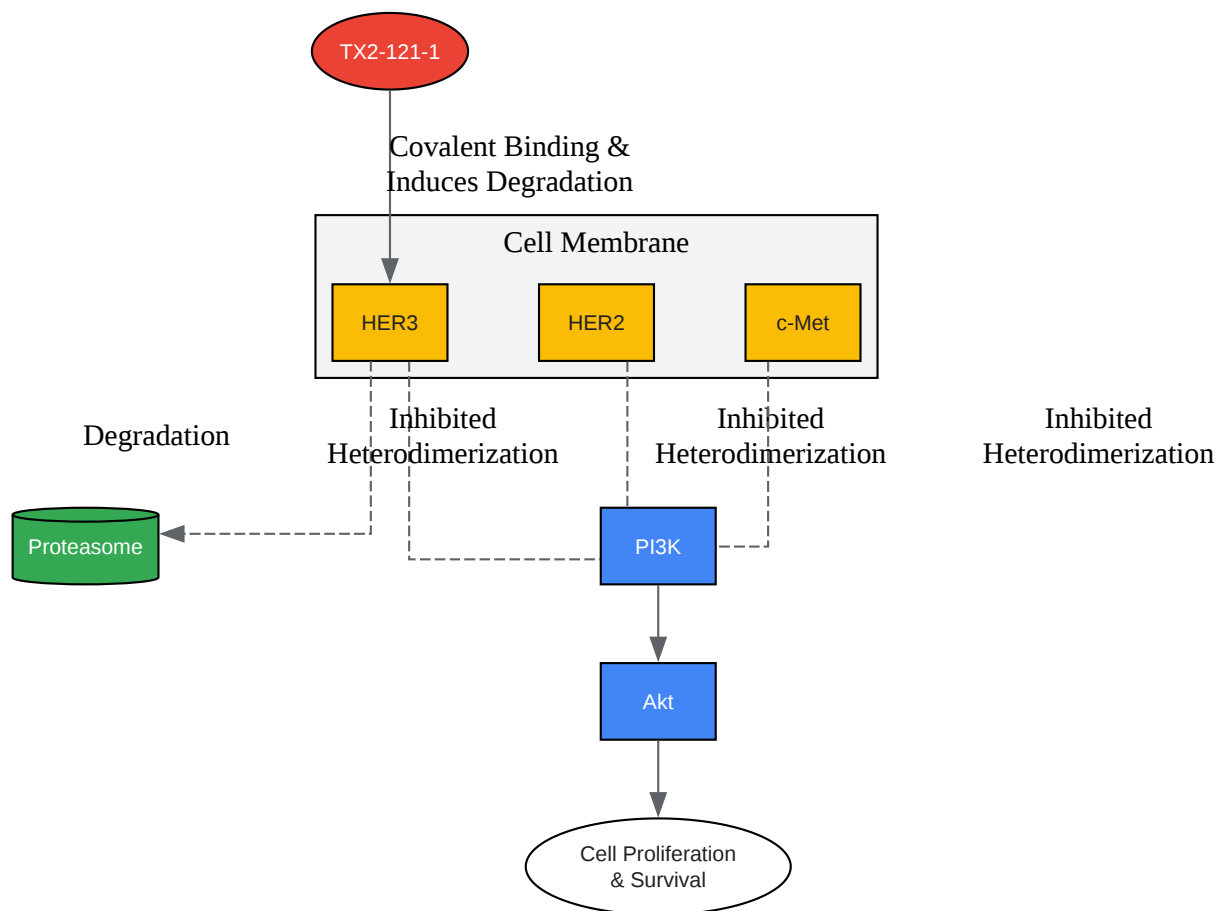 TX2-121-1
Covalent Binding &
Induces Degradation
Cell Membrane
HER3
HER2
c-Met
Degradation
Inhibited
Heterodimerization
Inhibited
Heterodimerization
Inhibited
Heterodimerization
Proteasome
PI3K
Akt
Cell Proliferation
& Survival